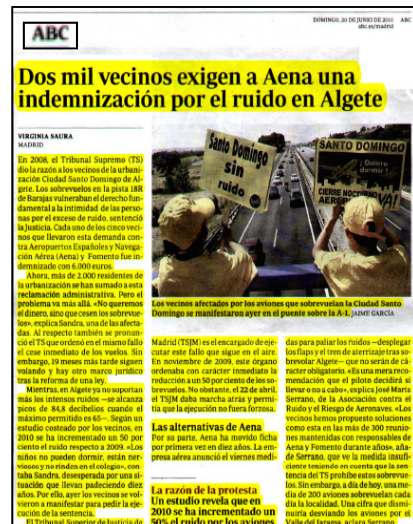 DOMINGO, 20 DE JUNIO DE 2010 ABC
abc.es/madrid
ABC
Dos mil vecinos exigen a Aena una
indemnización por el ruido en Algete
VIRGINIA SAURA
MADRID
En 2008, el Tribunal Supremo (TS)
dio la razón a los vecinos de la urbani-
zación Ciudad Santo Domingo de Al-
gete. Los sobrevuelos en la pista 18R
de Barajas vulneraban el derecho fun-
damental a la intimidad de las perso-
nas por el exceso de ruido, sentenció
la Justicia. Cada uno de los cinco veci-
nos que llevaron esta demanda con-
tra Aeropuertos Españoles y Navega-
ción Aérea (Aena) y Fomento fue in-
demnizado con 6.000 euros.
Ahora, más de 2.000 residentes de
la urbanización se han sumado a esta
reclamación administrativa. Pero el
problema va más allá. «No queremos
el dinero, sino que cesen los sobrevue-
los», explica Sandra, una de las afecta-
das. Al respecto también se pronun-
ció el TS que ordenó en el mismo fallo
el cese inmediato de los vuelos. Sin
embargo, 19 meses más tarde siguen
volando y hay otro marco jurídico
tras la reforma de una ley.
Mientras, en Algete ya no soportan
más los intensos ruidos —se alcanza
picos de 84,8 decibelios cuando el
máximo permitido es 65—. Según un
estudio costeado por los vecinos, en
2010 se ha incrementado un 50 por
ciento el ruido respecto a 2009. «Los
niños no pueden dormir, están ner-
viosos y no rinden en el colegio», con-
taba Sandra, desesperada por una si-
tuación que llevan padeciendo diez
años. Por ello, ayer los vecinos se vol-
vieron a manifestar para pedir la eje-
cución de la sentencia.
El Tribunal Superior de Justicia de
Santo Domingo
Sin
ruido
SANTO DOMINGO
¡Quiero
dormir!
CIERRE NOCTURNO
Los vecinos afectados por los aviones que sobrevuelan la Ciudad Santo
Domingo se manifestaron ayer en el puente sobre la A-1. JAIME GARCÍA
Madrid (TSJM) es el encargado de eje-
cutar este fallo que sigue en el aire.
En noviembre de 2009, este órgano
ordenaba con carácter inmediato la
reducción a un 50 por ciento de los so-
brevuelos. No obstante, el 22 de abril,
el TSJM daba marcha atrás y permi-
tía que la ejecución no fuera forzosa.
Las alternativas de Aena
Por su parte, Aena ha movido ficha
por primera vez en diez años. La em-
presa aérea anunció el viernes medi-
La razón de la protesta
Un estudio revela que en
2010 se ha incrementado un
50% el ruido por los aviones
das para paliar los ruidos —desplegar
los flaps y el tren de aterrizaje tras so-
brevolar Algete— que no serán de cá-
racter obligatorio. «Es una mera reco-
mendación que el piloto decidirá si
llevar o no a cabo», explica José María
Serrano, de la Asociación contra el
Ruido y el Riesgo de Aeronaves. «Los
vecinos hemos propuesto soluciones
como esta en las más de 300 reunio-
nes mantenidas con responsables de
Aena y Fomento durante años», aña-
de Serrano, que ve la medida insufi-
ciente teniendo en cuenta que la sen-
tencia del TS prohíbe estos sobrevue-
los. Sin embargo, a día de hoy, una me-
dia de 200 aviones sobrevuelan cada
día la localidad. Una cifra que dismi-
nuiría desviando los aviones por el
Valle del Jarama, aclara Serrano.